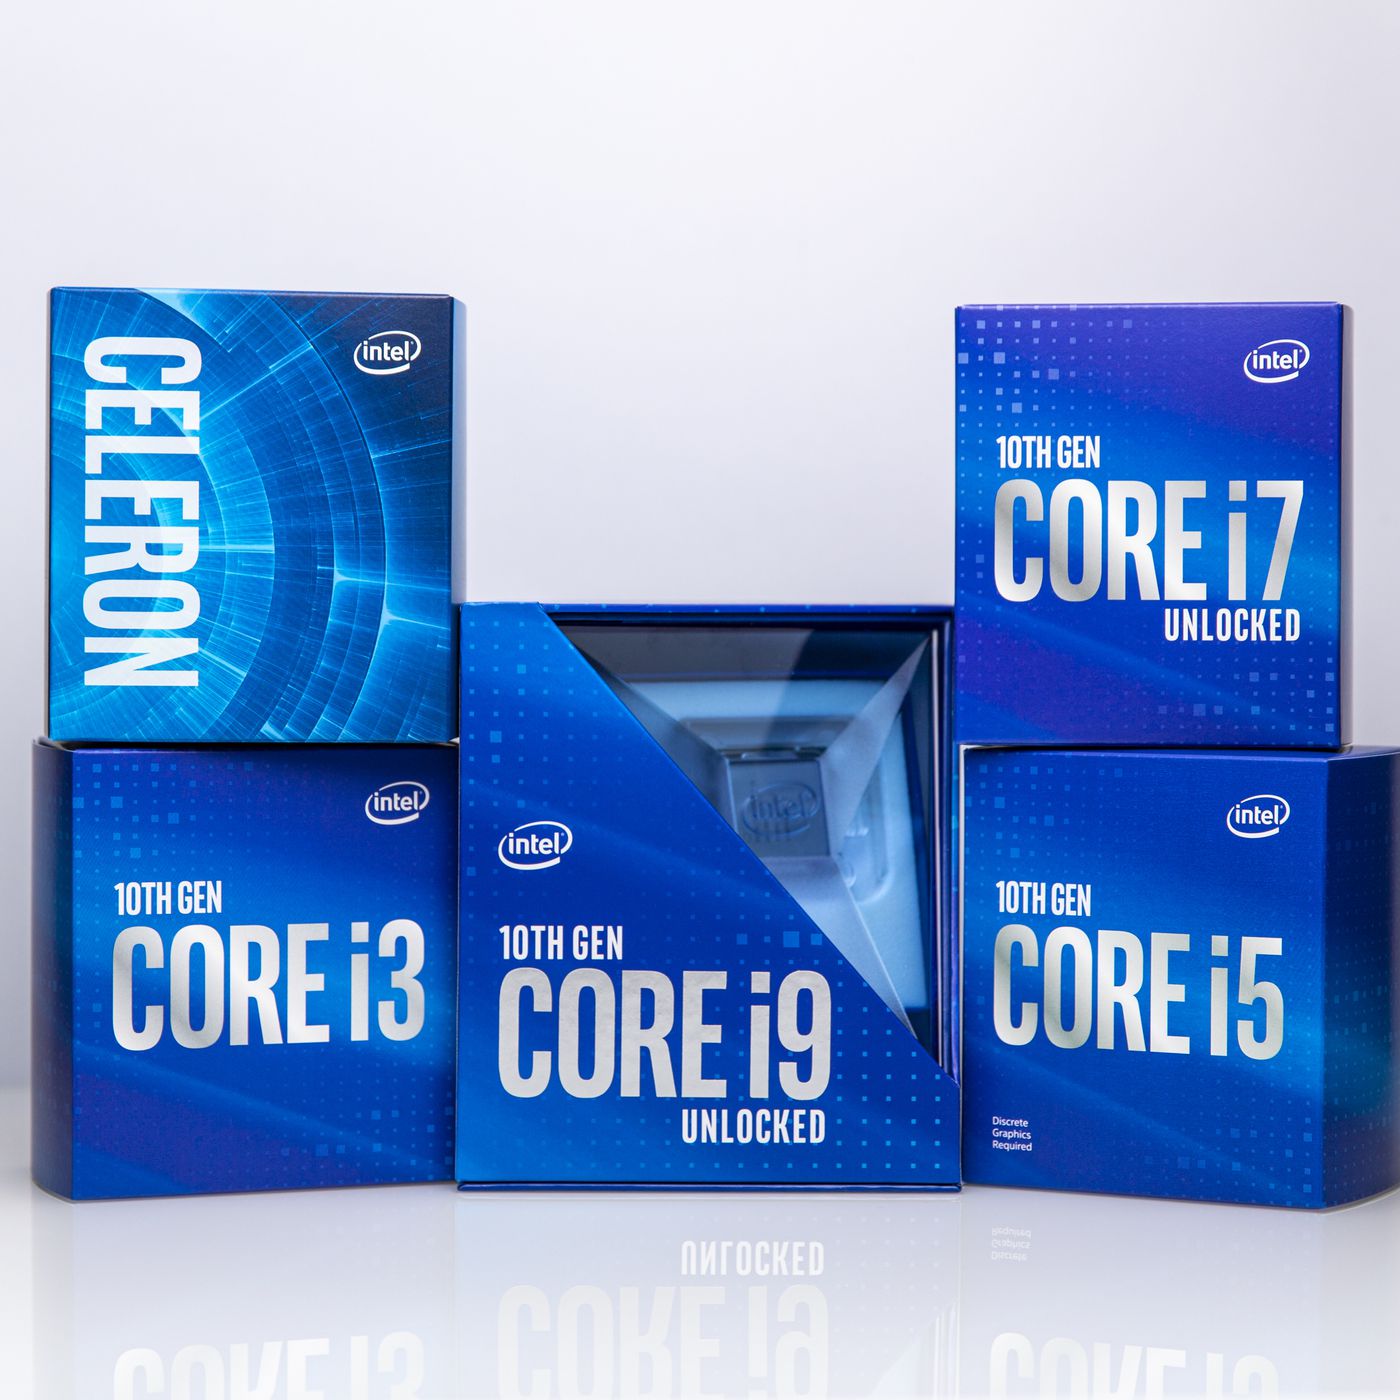 CELERON
intel
intel
10TH GEN
CORE i7
UNLOCKED
intel
10TH GEN
CORE i3
intel
10TH GEN
CORE i9
UNLOCKED
intel
intel
10TH GEN
CORE i5
Discrete
Graphics
Required